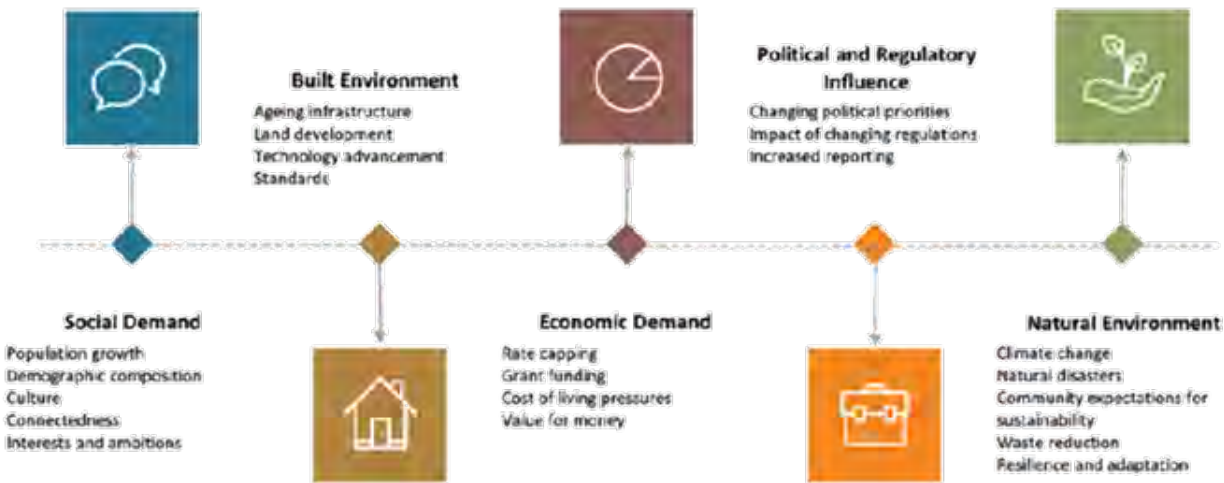 Social Demand
Population growth
Demographic composition
Culture
Connectedness
Interests and ambitions
Built Environment
Ageing infrastructure
Land development
Technology advancement
Standards
Economic Demand
Rate capping
Grant funding
Cost of living pressures
Value for money
Political and Regulatory
Influence
Changing political priorities
Impact of changing regulations
Increased reporting
Natural Environment
Climate change
Natural disasters
Community expectations for
sustainability
Waste reduction
Resilience and adaptation